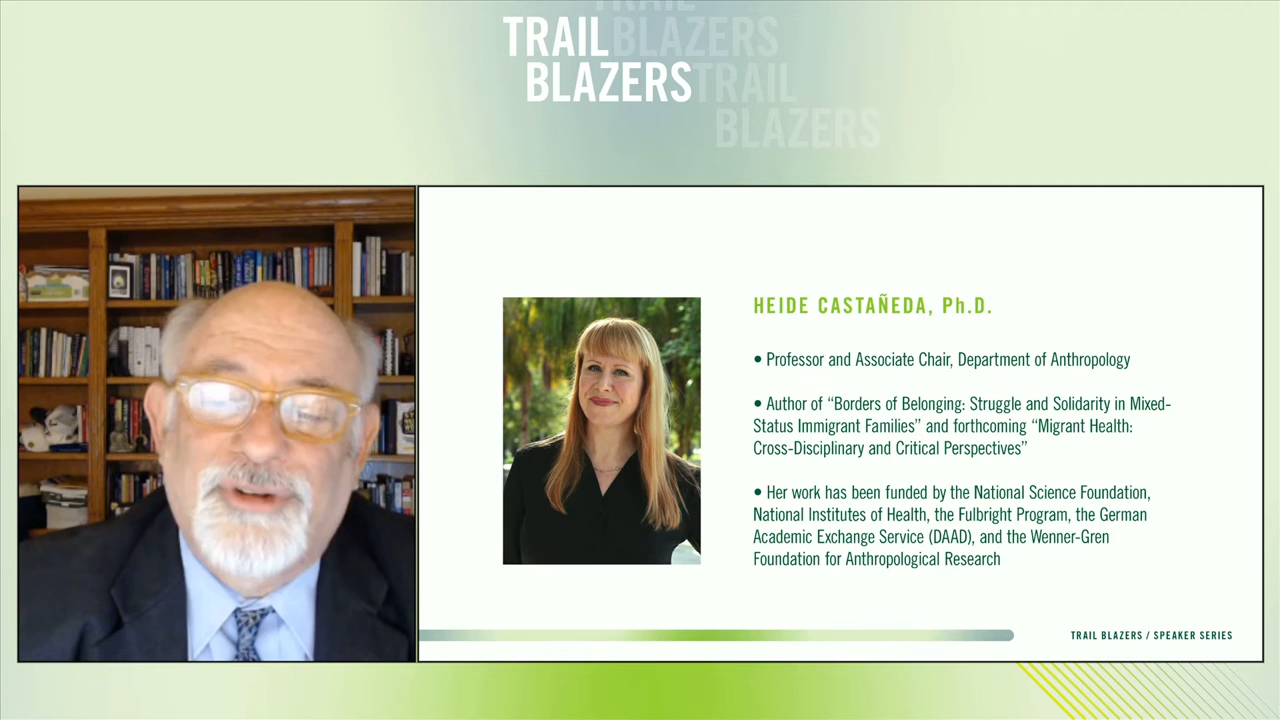 TRAIL
TRAIL BLAZERS
BLAZERS TRAIL
BLAZERS
HEIDE CASTAÑEDA, Ph.D.
• Professor and Associate Chair, Department of Anthropology
• Author of “Borders of Belonging: Struggle and Solidarity in Mixed-
Status Immigrant Families” and forthcoming “Migrant Health:
Cross-Disciplinary and Critical Perspectives”
• Her work has been funded by the National Science Foundation,
National Institutes of Health, the Fulbright Program, the German
Academic Exchange Service (DAAD), and the Wenner-Gren
Foundation for Anthropological Research
TRAIL BLAZERS / SPEAKER SERIES